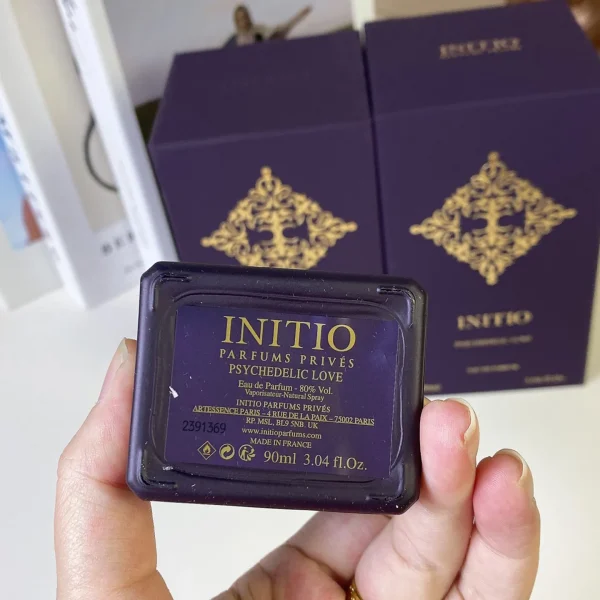 INITIO
INITIO
PARFUMS PRIVÉS
PSYCHEDELIC LOVE
Eau de Parfum - 80% Vol.
Vaporisateur-Natural Spray
INITIO PARFUMS PRIVÉS
ARTESSENCE PARIS – 4 RUE DE LA PAIX – 75002 PARIS
RP. MSL, BL9 5NB. UK
www.initioparfums.com
MADE IN FRANCE
2391369
90ml 3.04 fl.Oz.
INITIO